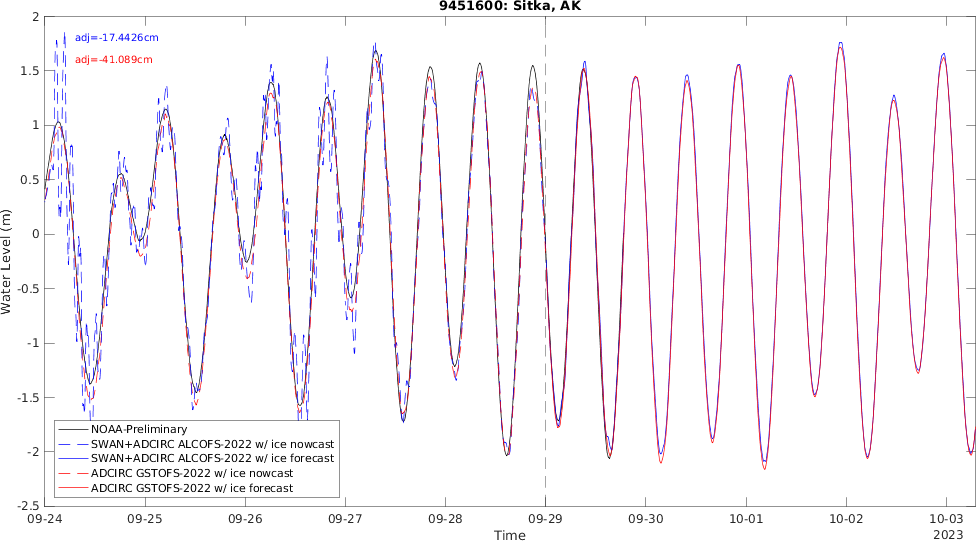 9451600: Sitka, AK
adj=-17.4426cm
adj=-41.089cm
2
1.5
1
0.5
0
-0.5
-1
-1.5
-2
-2.5
Water Level (m)
NOAA-Preliminary
SWAN+ADCIRC ALCOFS-2022 w/ ice nowcast
SWAN+ADCIRC ALCOFS-2022 w/ ice forecast
ADCIRC GSTOFS-2022 w/ ice nowcast
ADCIRC GSTOFS-2022 w/ ice forecast
09-24 09-25 09-26 09-27 09-28 09-29 09-30 10-01 10-02 10-03
Time
2023